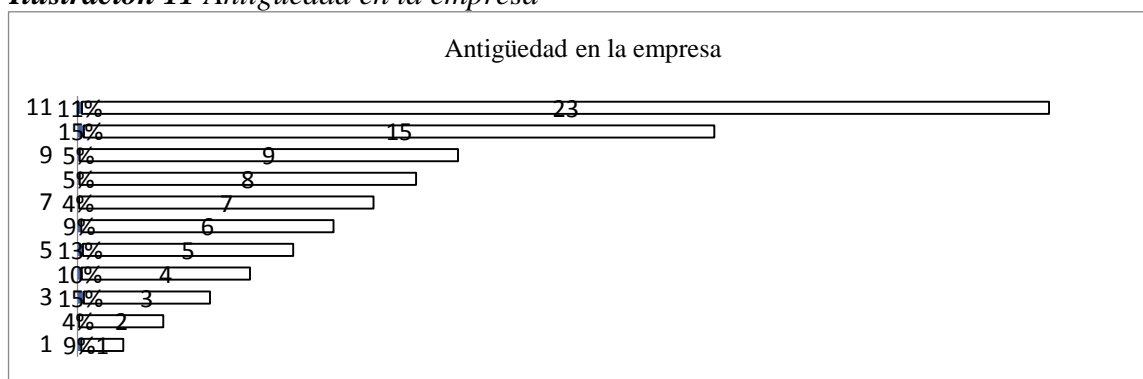 Ilustración 11 Antigüedad en la empresa
Antigüedad en la empresa
11 11% 23
15% 15
9 5% 9
5% 8
7 4% 7
9% 6
5 13% 5
10% 4
3 15% 3
4% 2
1 9% 1